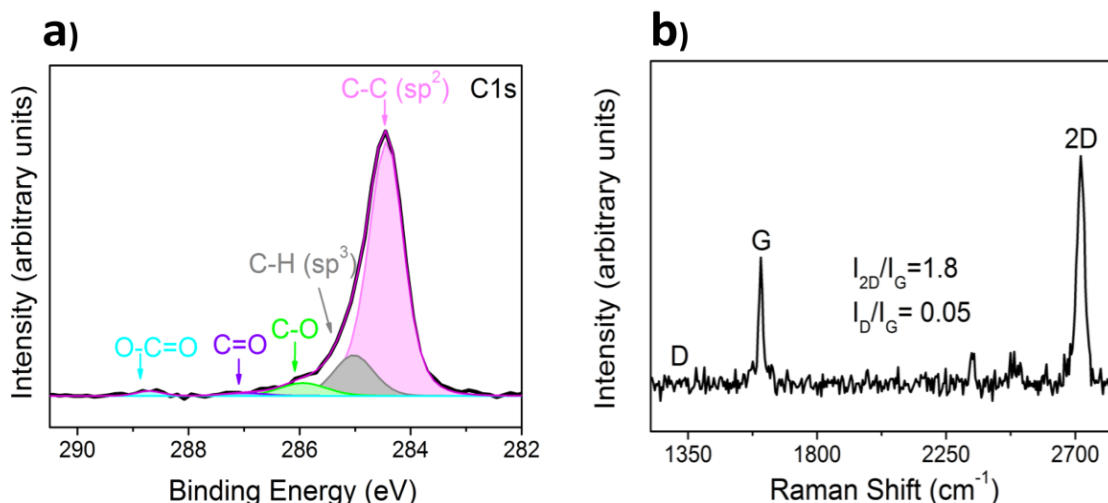 a)
C1s
C-C (sp²)
C-H (sp³)
C-O
C=O
O-C=O
Intensity (arbitrary units)
290 288 286 284 282
Binding Energy (eV)
b)
2D
G
D
I₂D/IG=1.8
ID/IG= 0.05
Intensity (arbitrary units)
1350 1800 2250 2700
Raman Shift (cm⁻¹)